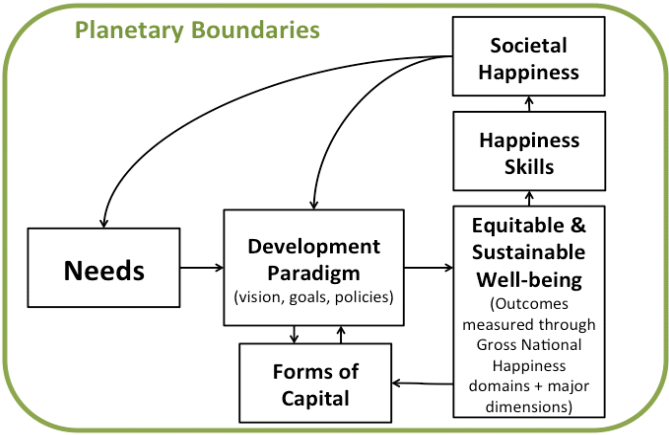 Planetary Boundaries
Societal
Happiness
Happiness
Skills
Needs
Development
Paradigm
(vision, goals, policies)
Equitable &
Sustainable
Well-being
(Outcomes
measured through
Gross National
Happiness
domains + major
dimensions)
Forms of
Capital